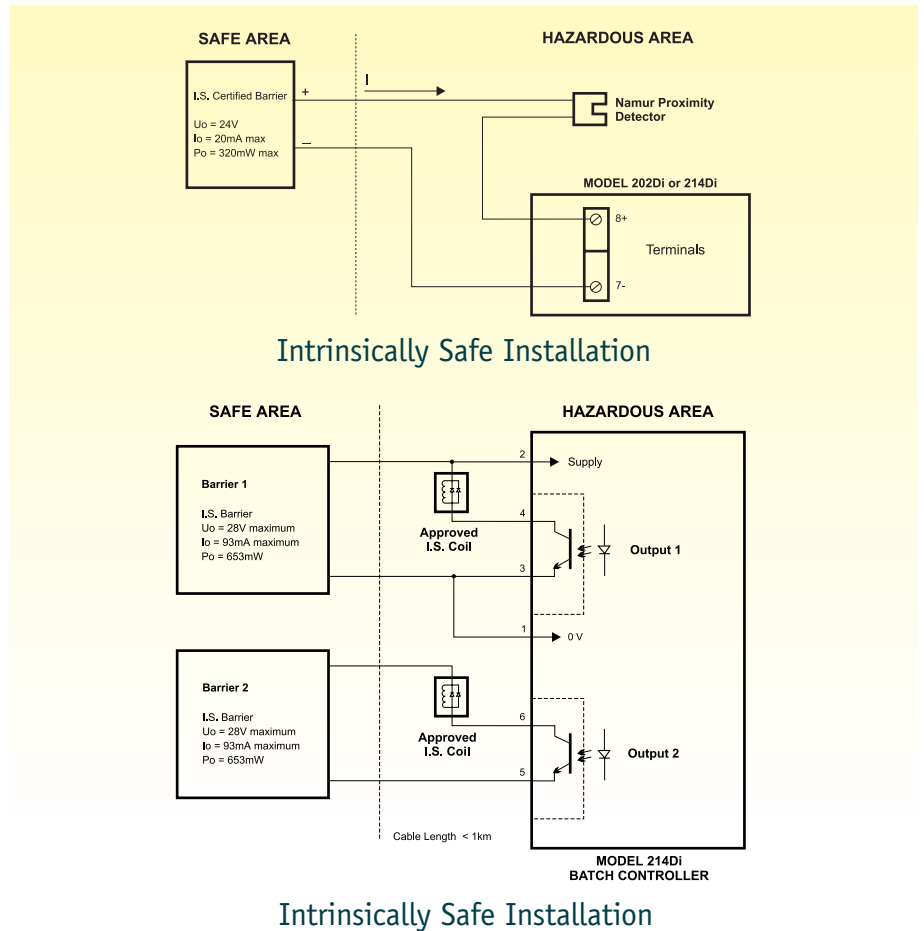 SAFE AREA
HAZARDOUS AREA
I.S. Certified Barrier
Uo = 24V
Io = 20mA max
Po = 320mW max
+
–
I
Namur Proximity
Detector
MODEL 202Di or 214Di
8+
Terminals
7-
Intrinsically Safe Installation
SAFE AREA
HAZARDOUS AREA
Barrier 1
I.S. Barrier
Uo = 28V maximum
Io = 93mA maximum
Po = 653mW
Approved
I.S. Coil
2
Supply
4
Output 1
3
1
0 V
Barrier 2
I.S. Barrier
Uo = 28V maximum
Io = 93mA maximum
Po = 653mW
Approved
I.S. Coil
6
Output 2
5
Cable Length < 1km
MODEL 214Di
BATCH CONTROLLER
Intrinsically Safe Installation